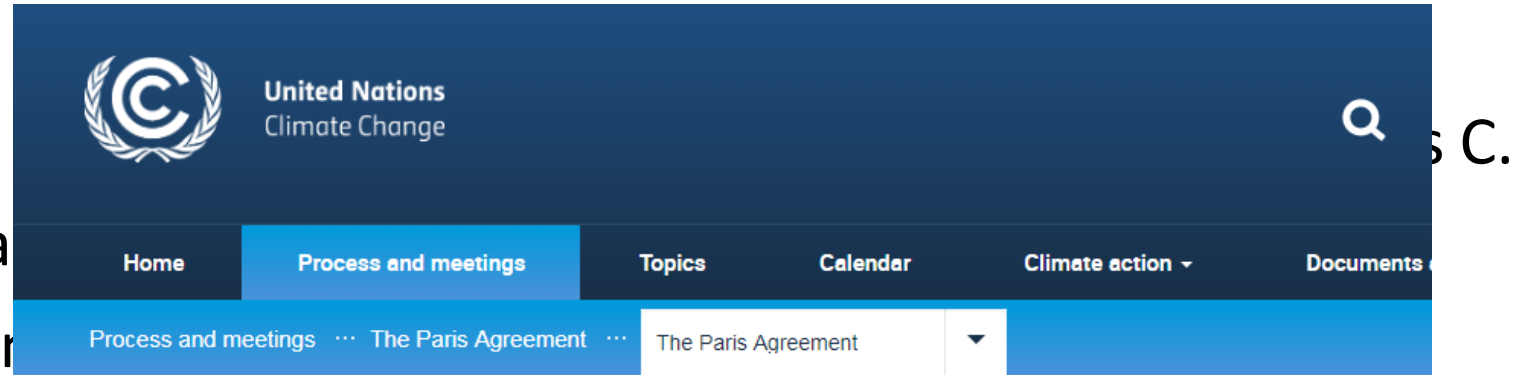 United Nations
Climate Change
s C.
Home Process and meetings Topics Calendar Climate action Documents
Process and meetings ··· The Paris Agreement ··· The Paris Agreement